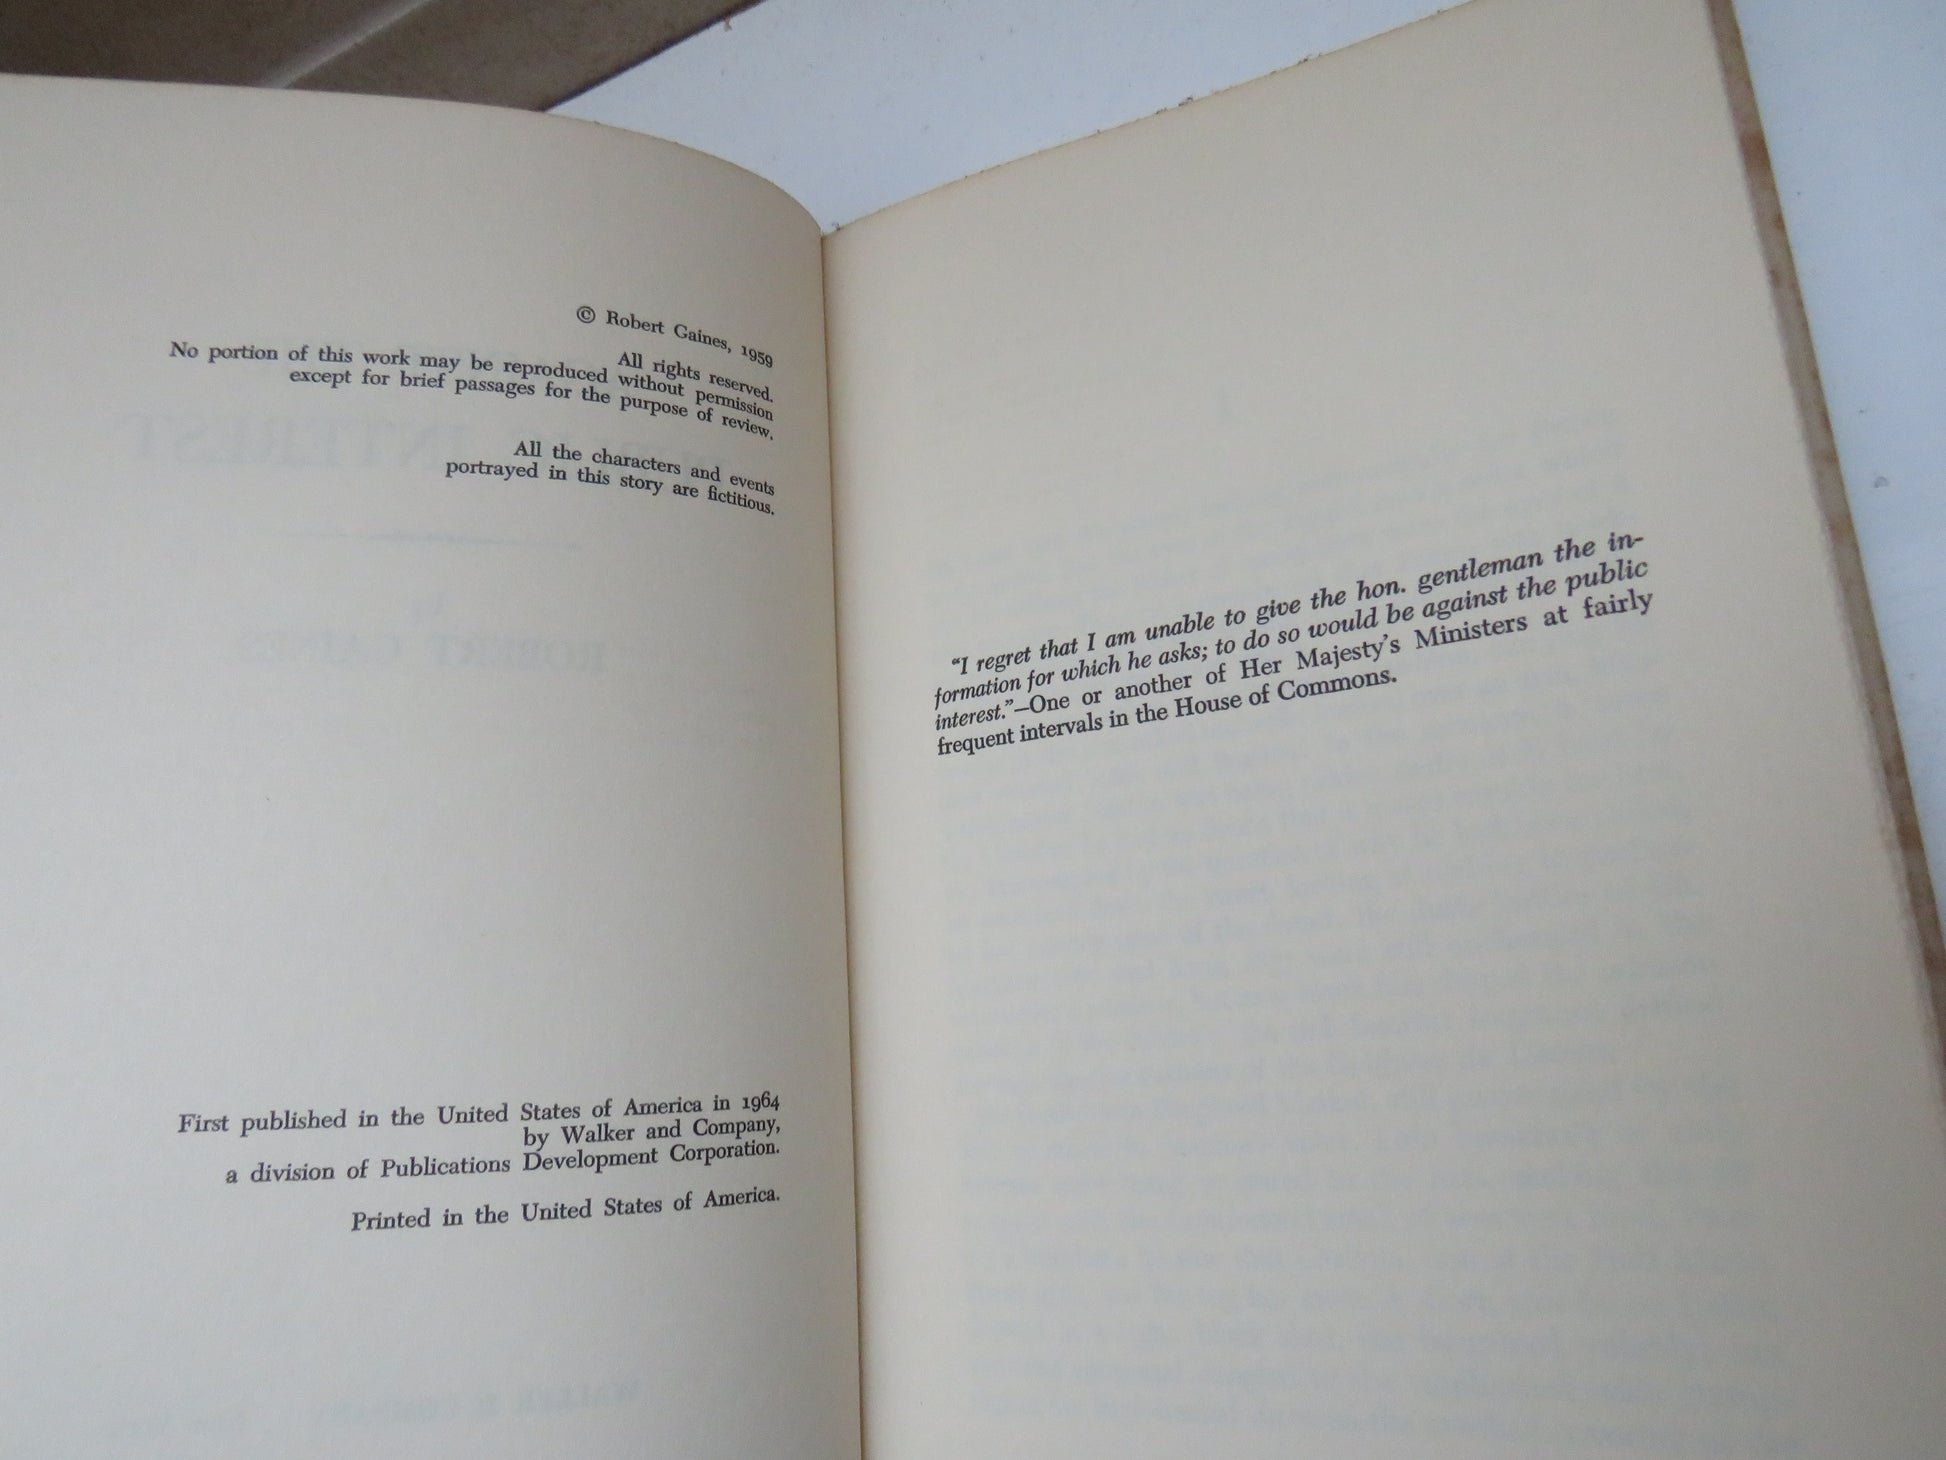 © Robert Gaines, 1959
All rights reserved.
No portion of this work may be reproduced without permission
except for brief passages for the purpose of review.
All the characters and events
portrayed in this story are fictitious.
First published in the United States of America in 1964
by Walker and Company,
a division of Publications Development Corporation.
Printed in the United States of America.
"I regret that I am unable to give the hon. gentleman the in-
formation for which he asks; to do so would be against the public
interest."—One or another of Her Majesty's Ministers at fairly
frequent intervals in the House of Commons.